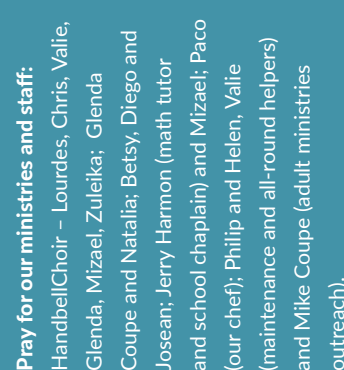 Pray for our ministries and staff:
HandbellChoir – Lourdes, Chris, Valie,
Glenda, Mizael, Zuleika; Glenda
Coupe and Natalia; Betsy, Diego and
Josean; Jerry Harmon (math tutor
and school chaplain) and Mizael; Paco
(our chef); Philip and Helen, Valie
(maintenance and all-round helpers)
and Mike Coupe (adult ministries
outreach).